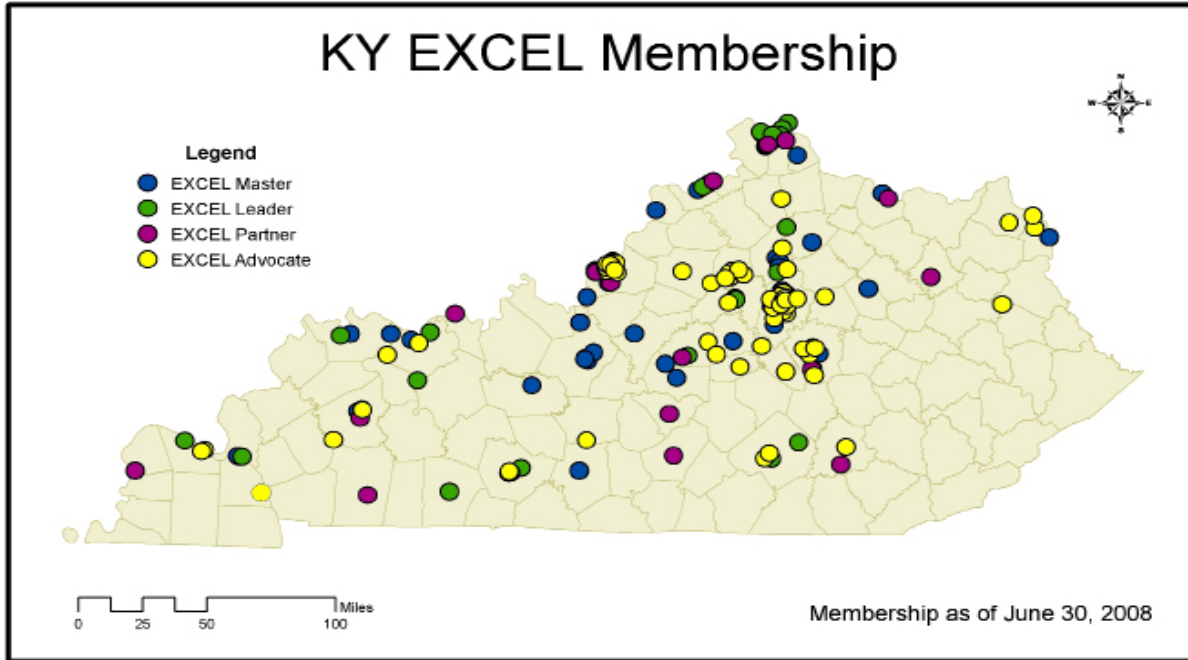 KY EXCEL Membership
N
W E
S
Legend
EXCEL Master
EXCEL Leader
EXCEL Partner
EXCEL Advocate
Miles
0 25 50 100
Membership as of June 30, 2008